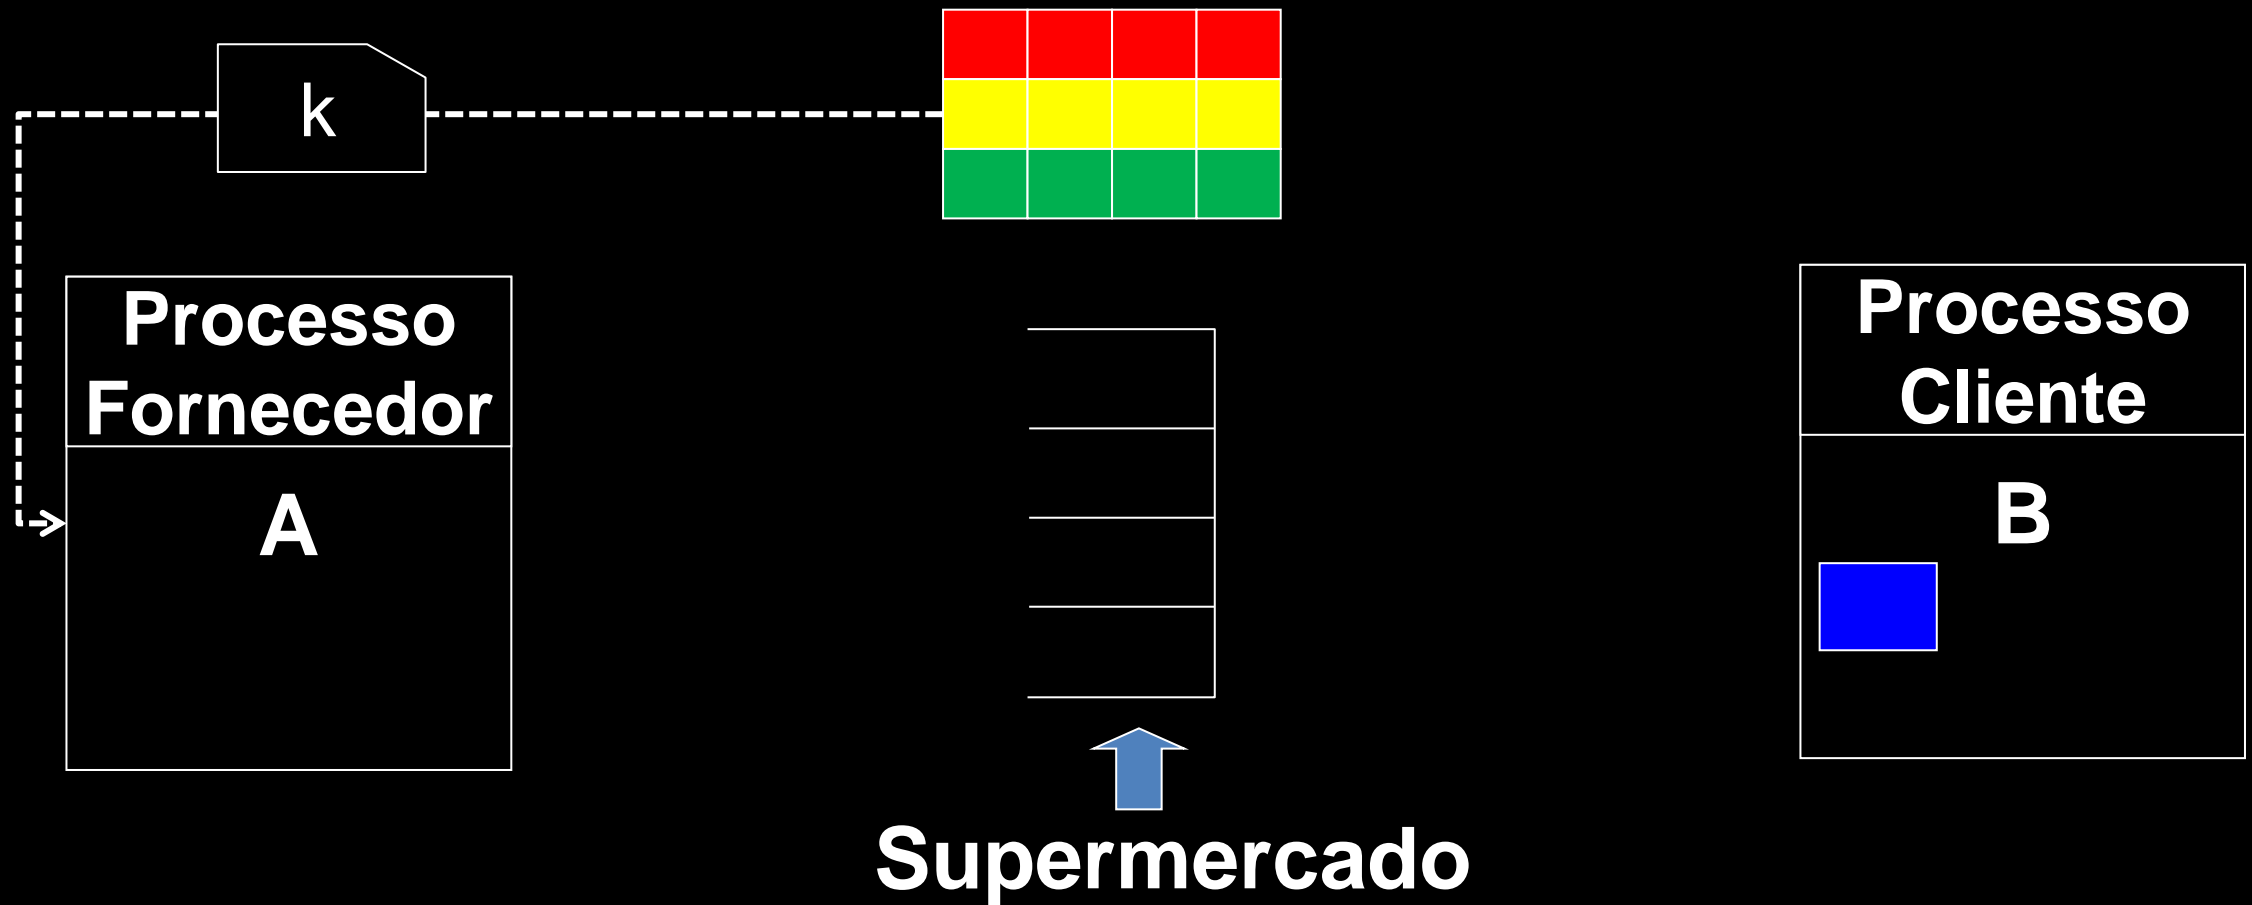 k
Processo
Fornecedor
A
Processo
Cliente
B
Supermercado